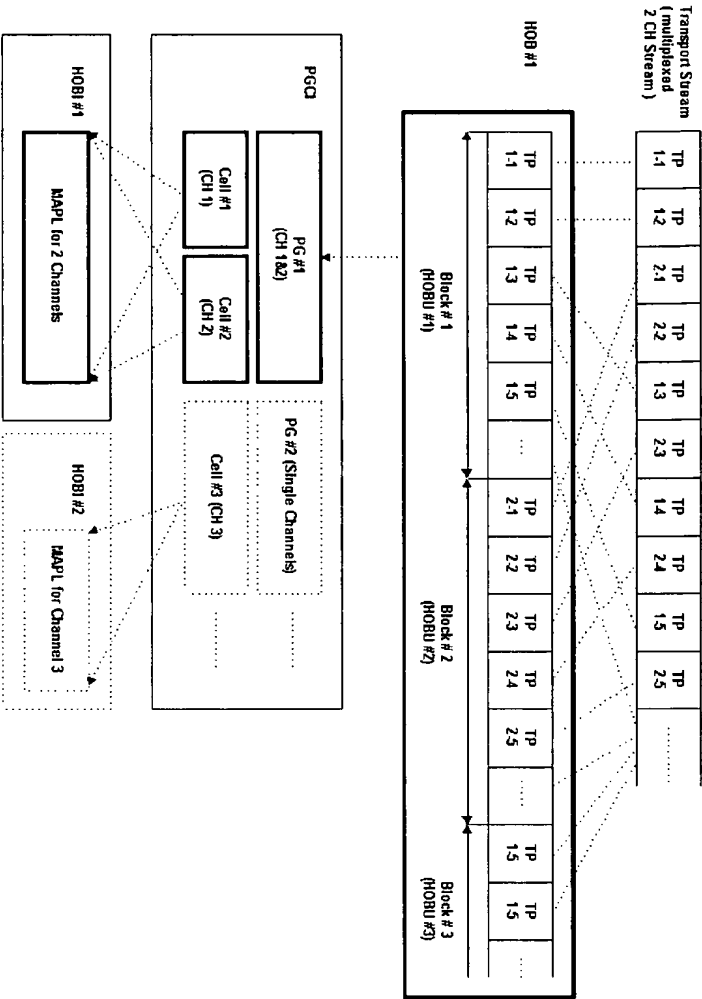 Transport Stream
( multiplexed
2 CH Stream )
TP
1-1
TP
1-2
TP
2-1
TP
2-2
TP
1-3
TP
2-3
TP
1-4
TP
2-4
TP
1-5
TP
2-5
........
HOB #1
TP
1-1
TP
1-2
TP
1-3
TP
1-4
TP
1-5
....
TP
2-1
TP
2-2
TP
2-3
TP
2-4
TP
2-5
....
TP
1-5
TP
1-5
....
Block # 1
(HOBU #1)
Block # 2
(HOBU #2)
Block # 3
(HOBU #3)
PGCI
PG #1
(CH 1&2)
PG #2 (Single Channels)
........
Cell #1
(CH 1)
Cell #2
(CH 2)
Cell #3 (CH 3)
........
HOBI #1
MAPL for 2 Channels
HOBI #2
MAPL for Channel 3